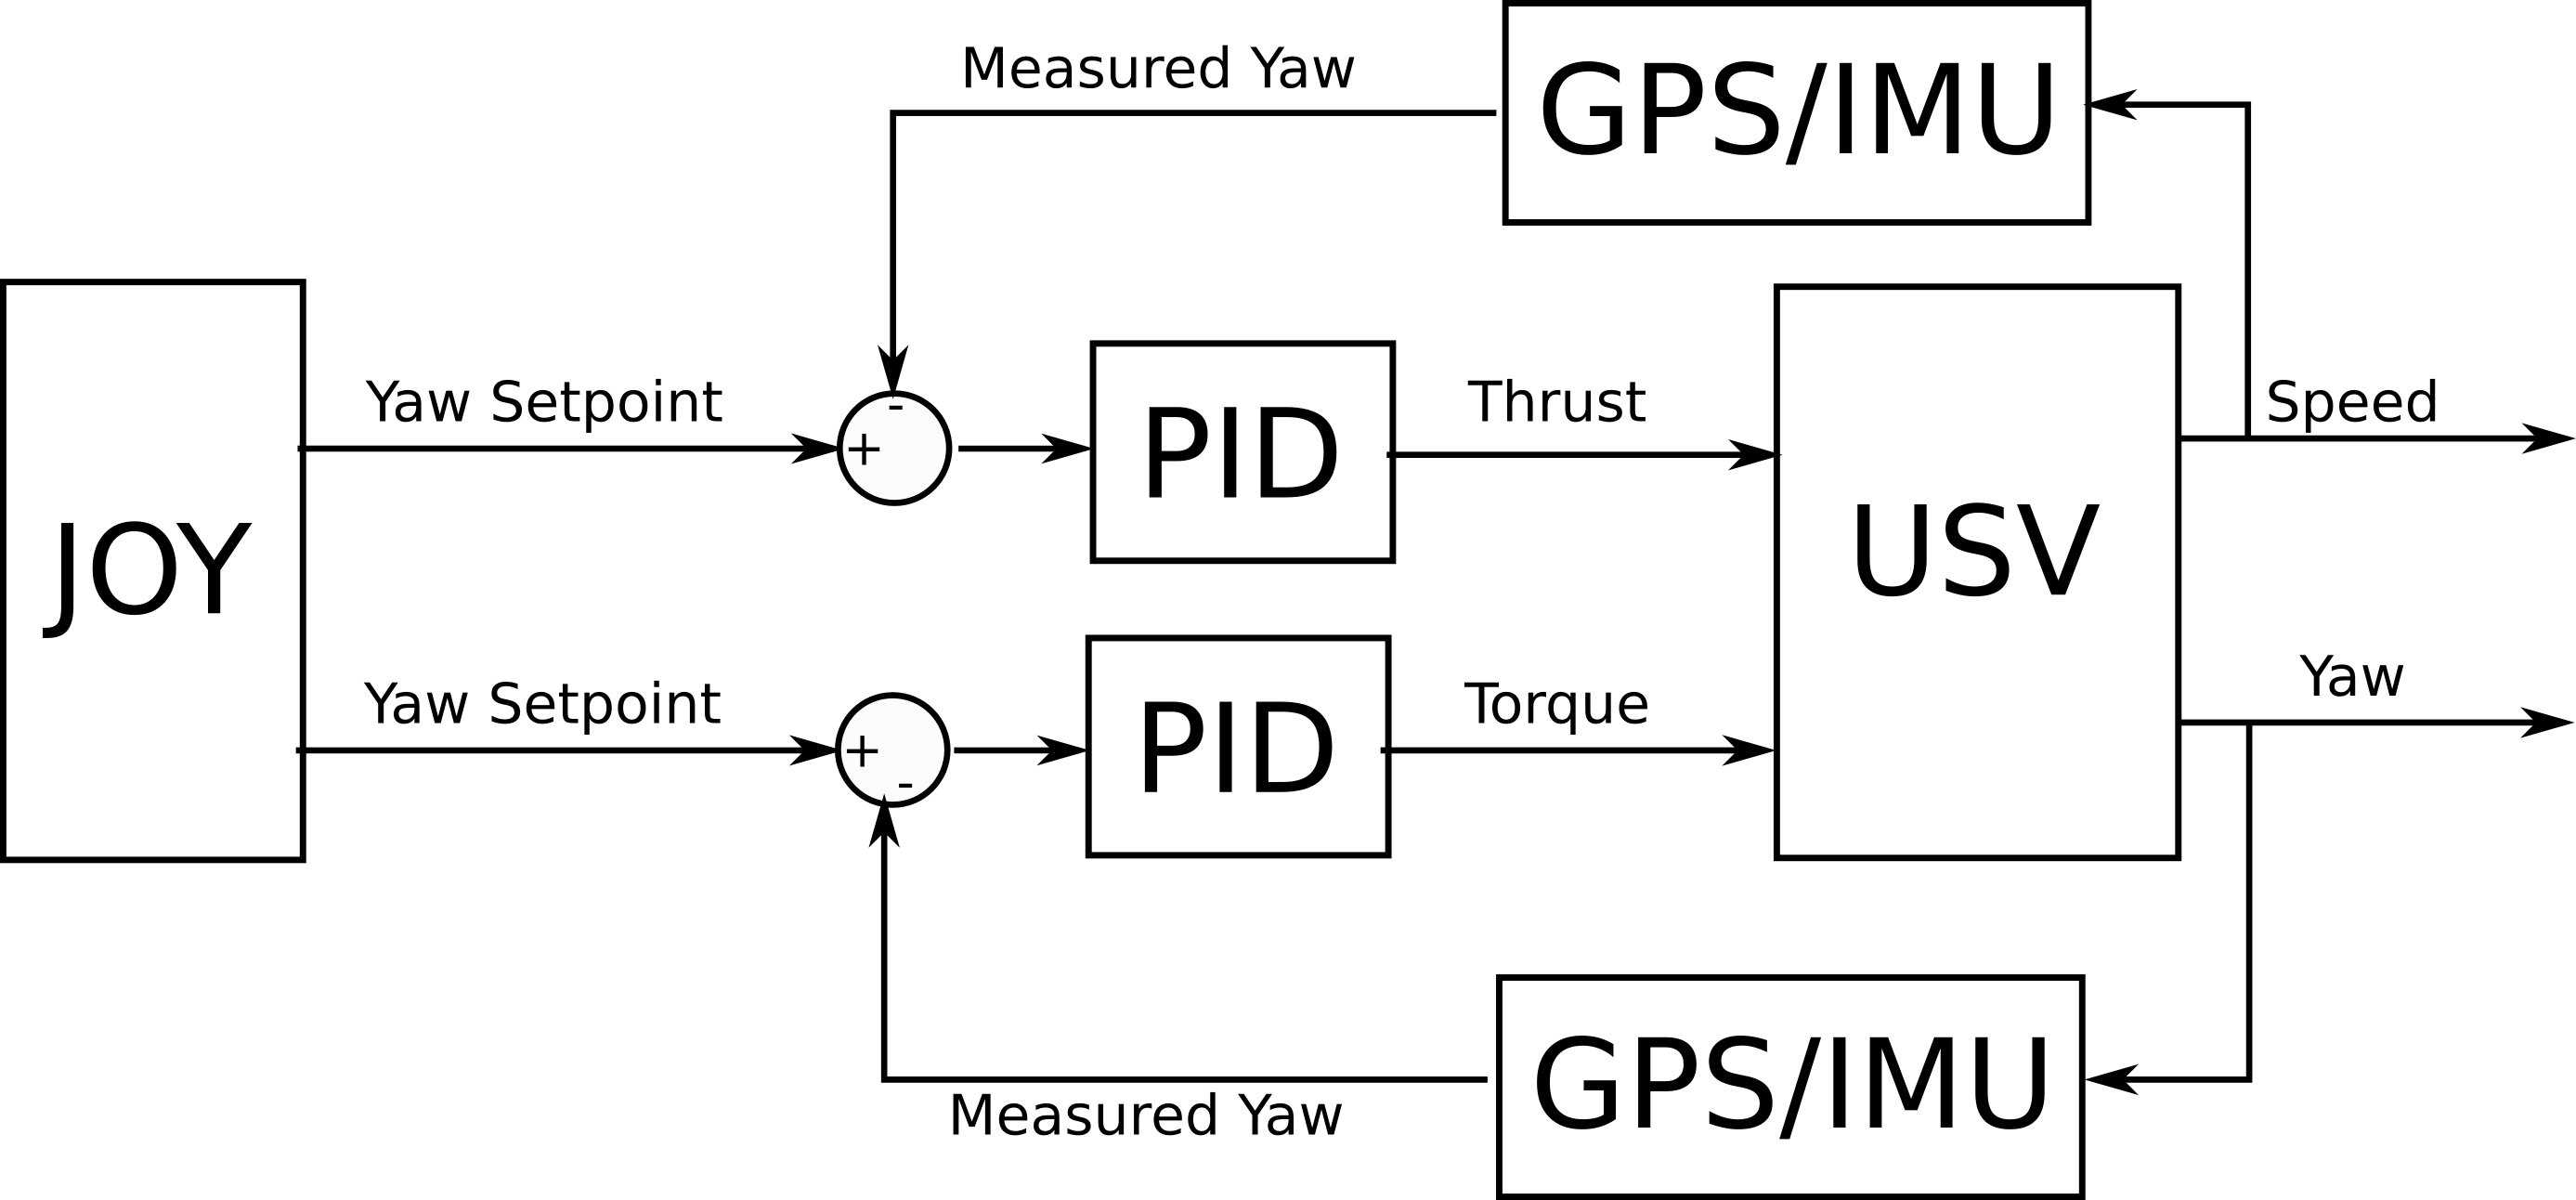 Measured Yaw
GPS/IMU
Yaw Setpoint
-
+
PID
Thrust
Speed
JOY
USV
Yaw Setpoint
+
-
PID
Torque
Yaw
Measured Yaw
GPS/IMU